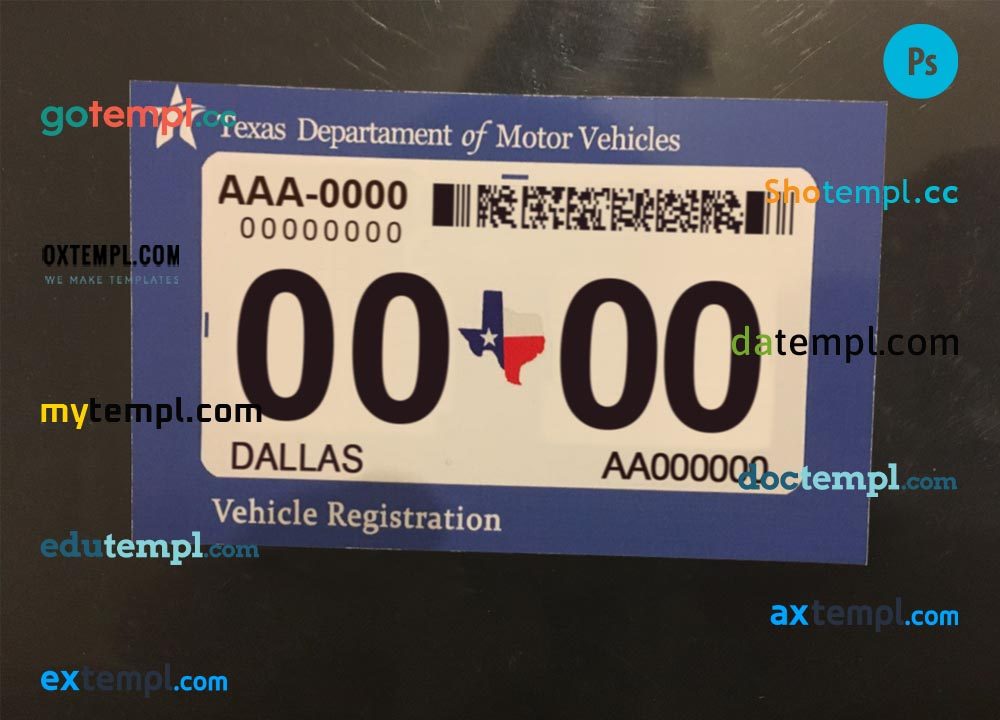 Ps
gotempl.cc
Texas Departament of Motor Vehicles
AAA-0000
Shotempl.cc
00000000
OXTEMPL.COM
WE MAKE TEMPLATES
00 00
datempl.com
mytempl.com
DALLAS
AA000000
doctempl.com
Vehicle Registration
edutempl.com
axtempl.com
extempl.com